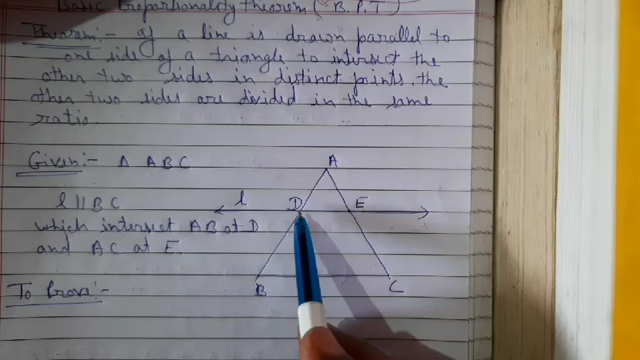 Basic Proportionality Theorem ( B. P. T )
Theorem:- If a line is drawn parallel to
one side of a triangle to intersect the
other two sides in distinct points, the
other two sides are divided in the same
ratio.
Given:- Δ ABC
l || BC
which intersect AB at D
and AC at E.
To Prove:-
A
l
D
E
B
C